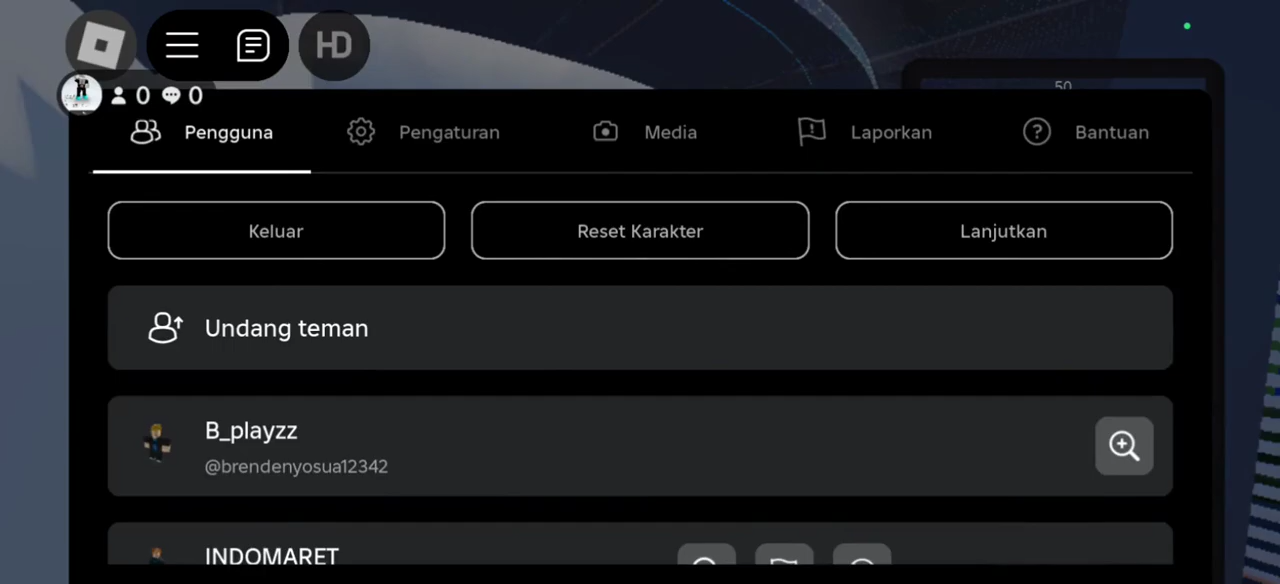 HD
0 0
50
Pengguna Pengaturan Media Laporkan Bantuan
Keluar Reset Karakter Lanjutkan
Undang teman
B_playzz
@brendenyosua12342
INDOMARET